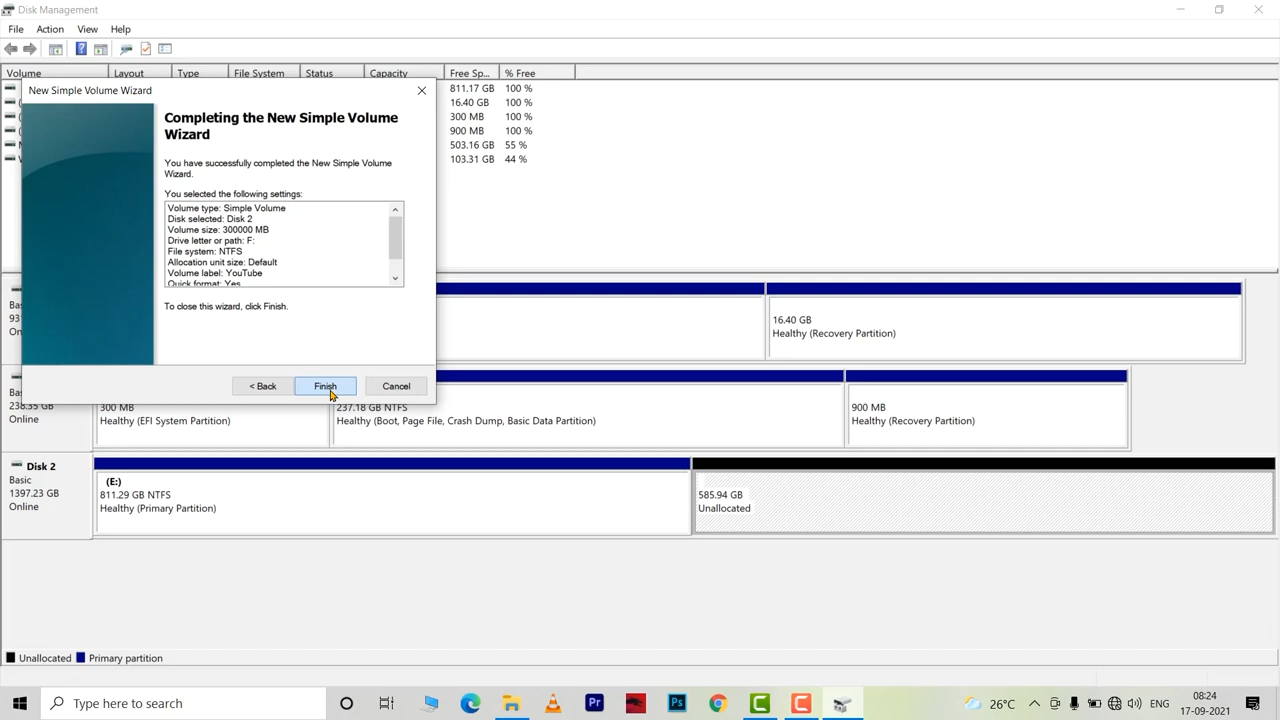 Disk Management
File Action View Help
Volume Layout Type File System Status Capacity Free Sp... % Free
New Simple Volume Wizard
811.17 GB 100 %
16.40 GB 100 %
300 MB 100 %
900 MB 100 %
503.16 GB 55 %
103.31 GB 44 %
Completing the New Simple Volume
Wizard
You have successfully completed the New Simple Volume
Wizard.
You selected the following settings:
Volume type: Simple Volume
Disk selected: Disk 2
Volume size: 300000 MB
Drive letter or path: F:
File system: NTFS
Allocation unit size: Default
Volume label: YouTube
Quick format: Yes
To close this wizard, click Finish.
< Back Finish Cancel
16.40 GB
Healthy (Recovery Partition)
238.35 GB
Online
300 MB
Healthy (EFI System Partition)
237.18 GB NTFS
Healthy (Boot, Page File, Crash Dump, Basic Data Partition)
900 MB
Healthy (Recovery Partition)
Disk 2
Basic
1397.23 GB
Online
(E:)
811.29 GB NTFS
Healthy (Primary Partition)
585.94 GB
Unallocated
Unallocated Primary partition
Type here to search
Pr
Ps
26°C
ENG
08:24
17-09-2021